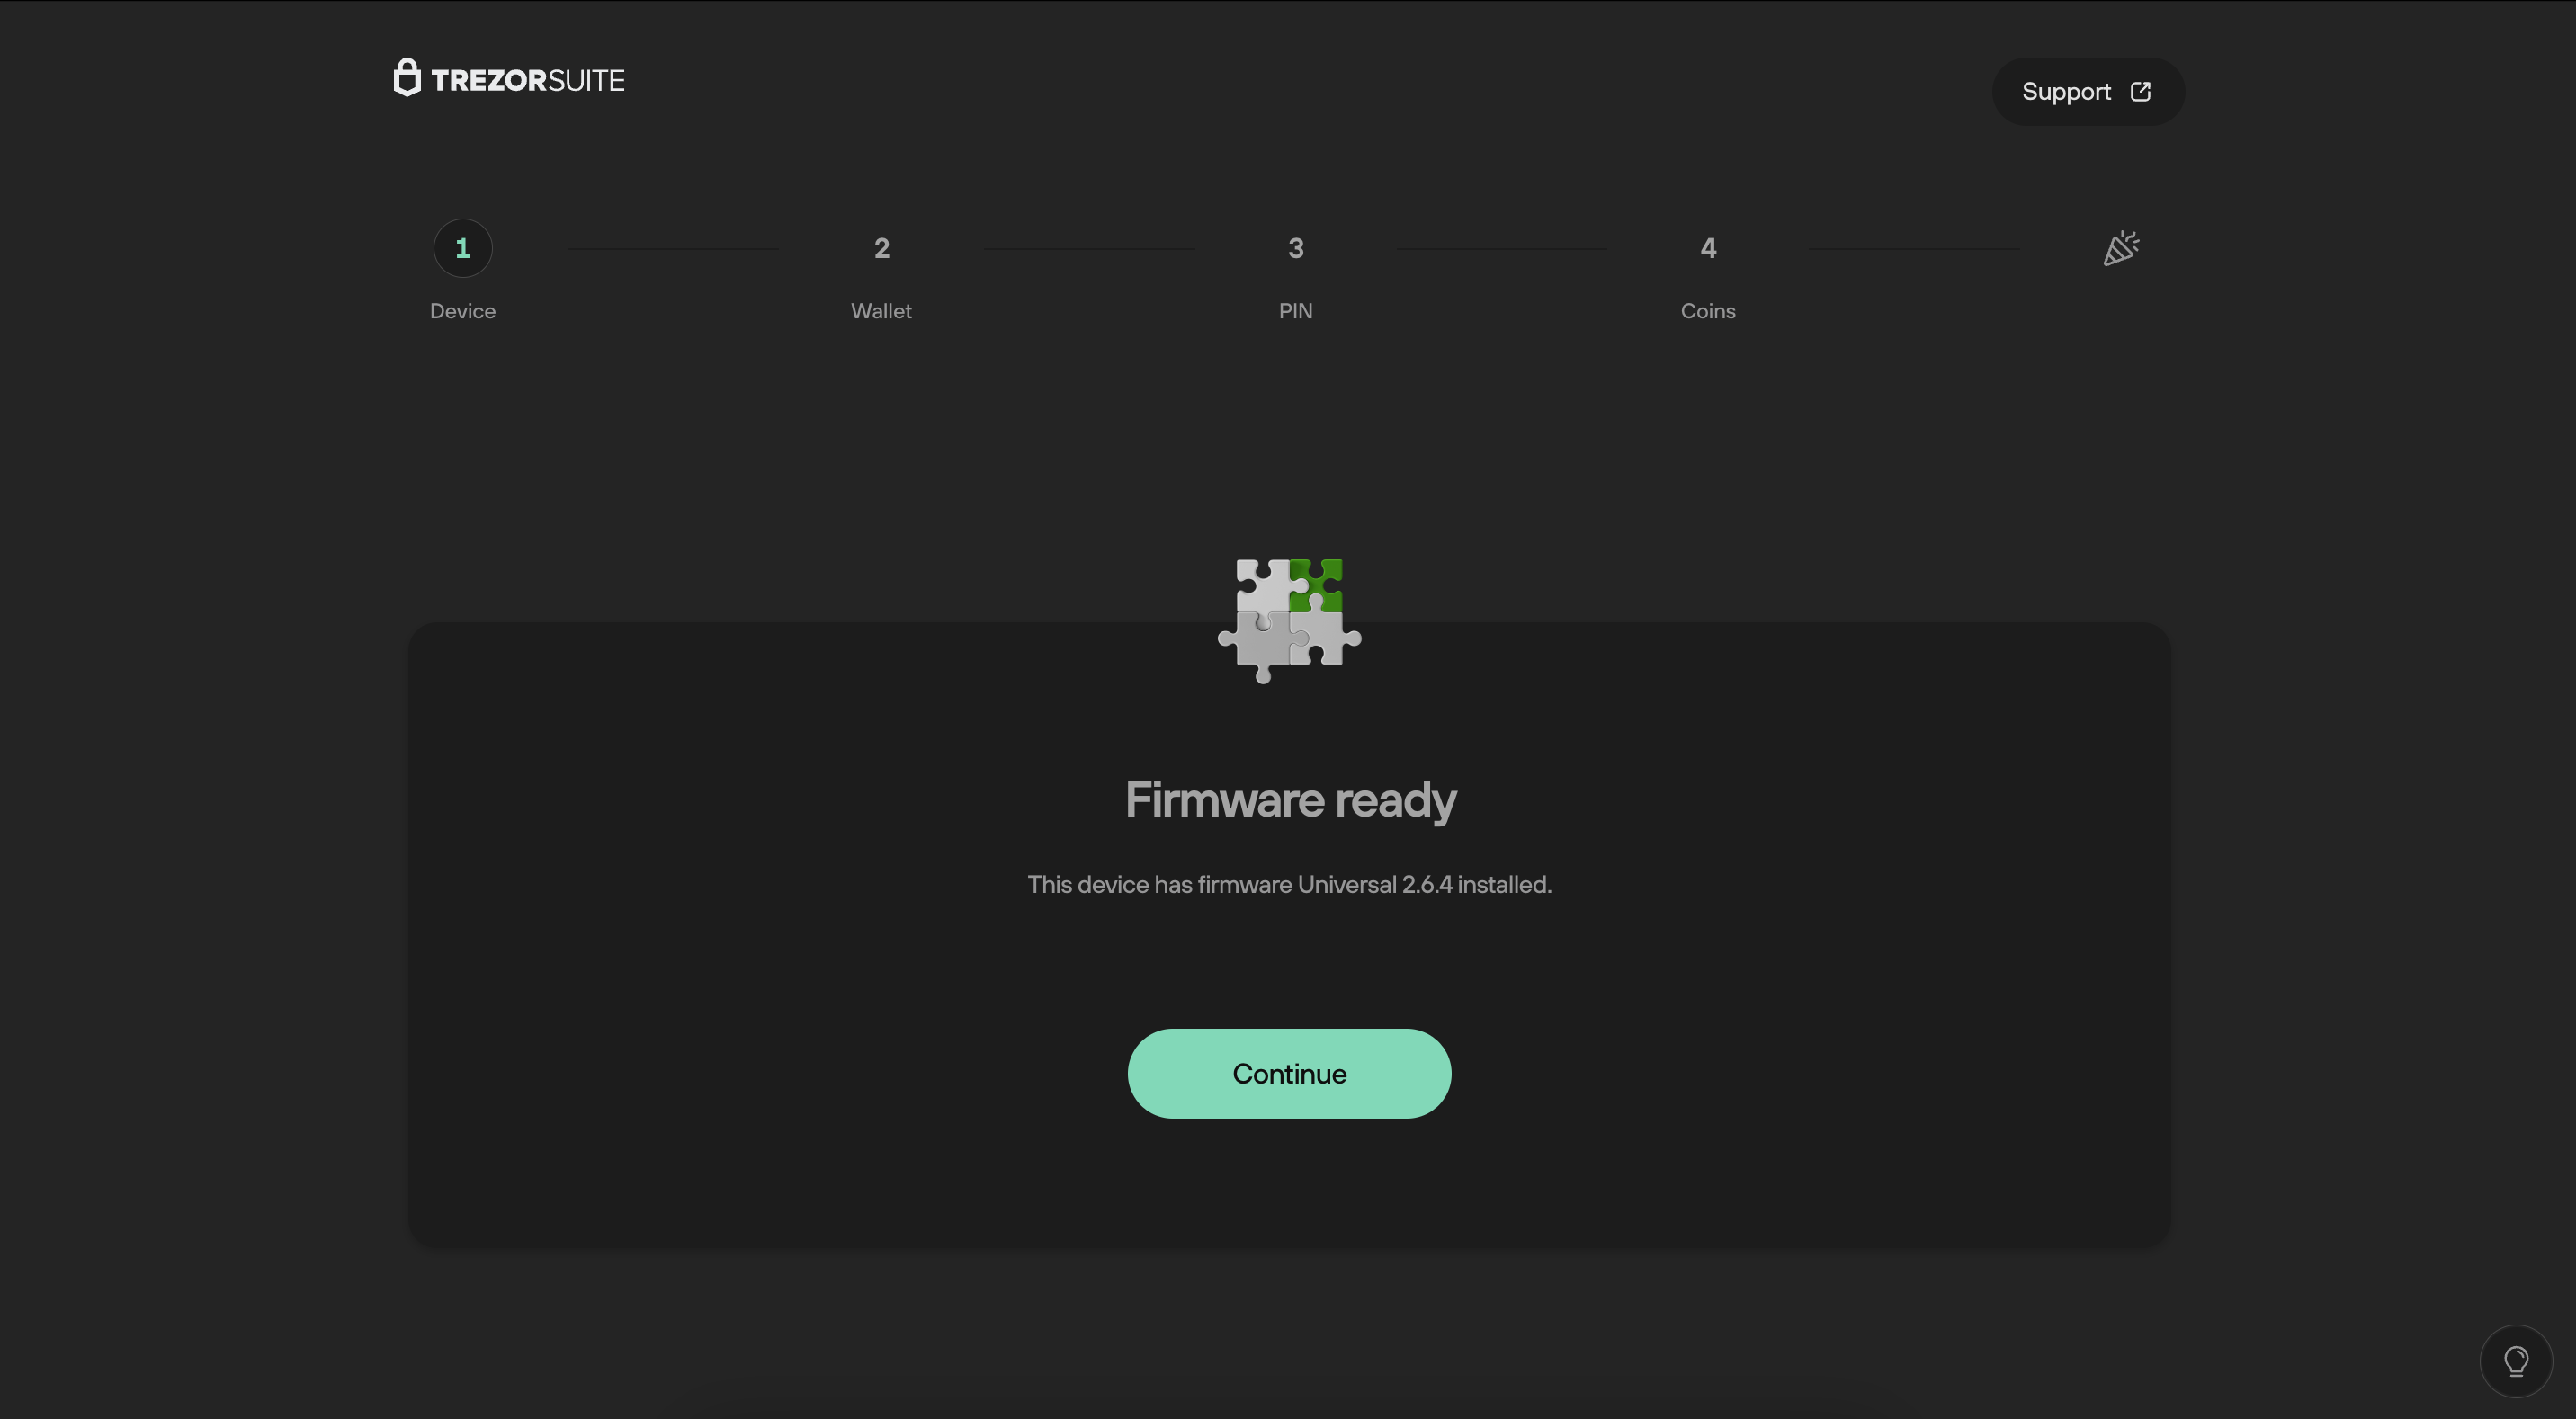 TREZORSUITE
Support
1
2
3
4
Device
Wallet
PIN
Coins
Firmware ready
This device has firmware Universal 2.6.4 installed.
Continue